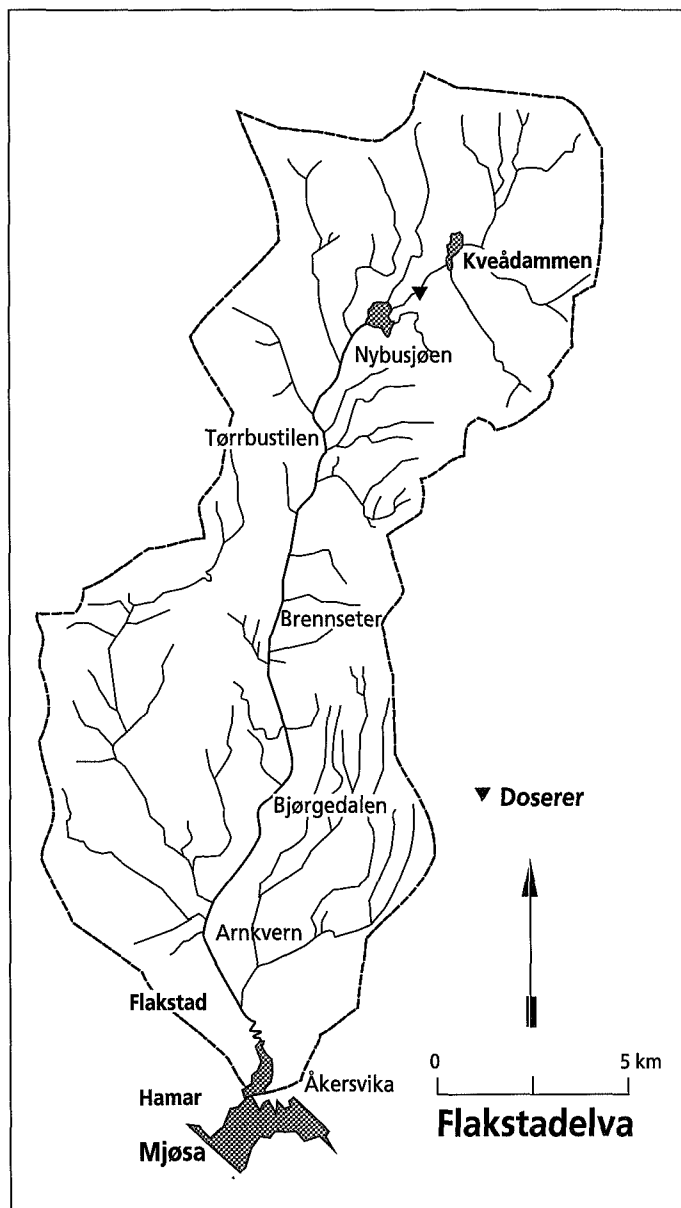 Kveådammen
Nybusjøen
Tørrbustilen
Brennseter
Bjørgedalen
▼ Doserer
Arnkvern
Flakstad
0 5 km
Åkersvika
Hamar
Flakstadelva
Mjøsa